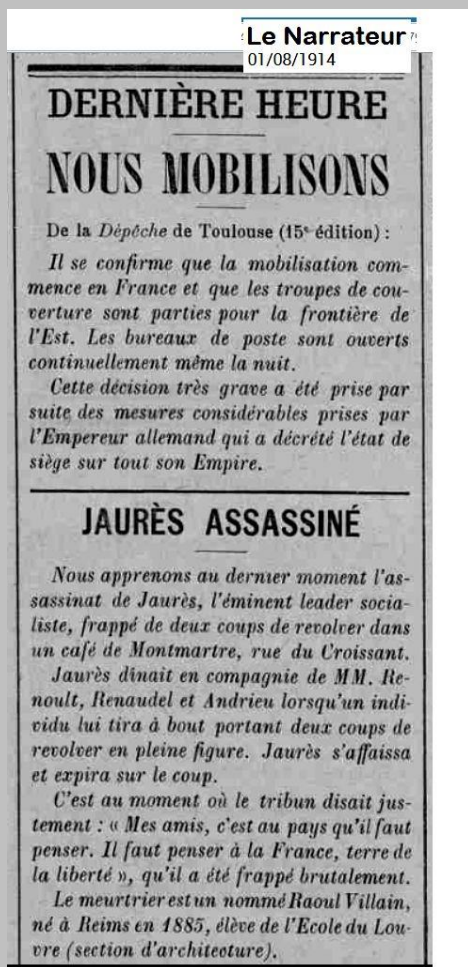 Le Narrateur
01/08/1914
DERNIÈRE HEURE
NOUS MOBILISONS
De la Dépêche de Toulouse (15e édition) :
Il se confirme que la mobilisation com-
mence en France et que les troupes de cou-
verture sont parties pour la frontière de
l'Est. Les bureaux de poste sont ouverts
continuellement même la nuit.
Cette décision très grave a été prise par
suite des mesures considérables prises par
l'Empereur allemand qui a décrété l'état de
siège sur tout son Empire.
JAURÈS ASSASSINÉ
Nous apprenons au dernier moment l'as-
sassinat de Jaurès, l'éminent leader socia-
liste, frappé de deux coups de revolver dans
un café de Montmartre, rue du Croissant.
Jaurès dinait en compagnie de MM. Re-
noult, Renaudel et Andrieu lorsqu'un indi-
vidu lui tira à bout portant deux coups de
revolver en pleine figure. Jaurès s'affaissa
et expira sur le coup.
C'est au moment où le tribun disait jus-
tement : « Mes amis, c'est au pays qu'il faut
penser. Il faut penser à la France, terre de
la liberté », qu'il a été frappé brutalement.
Le meurtrier est un nommé Raoul Villain,
né à Reims en 1885, élève de l'Ecole du Lou-
vre (section d'architecture).